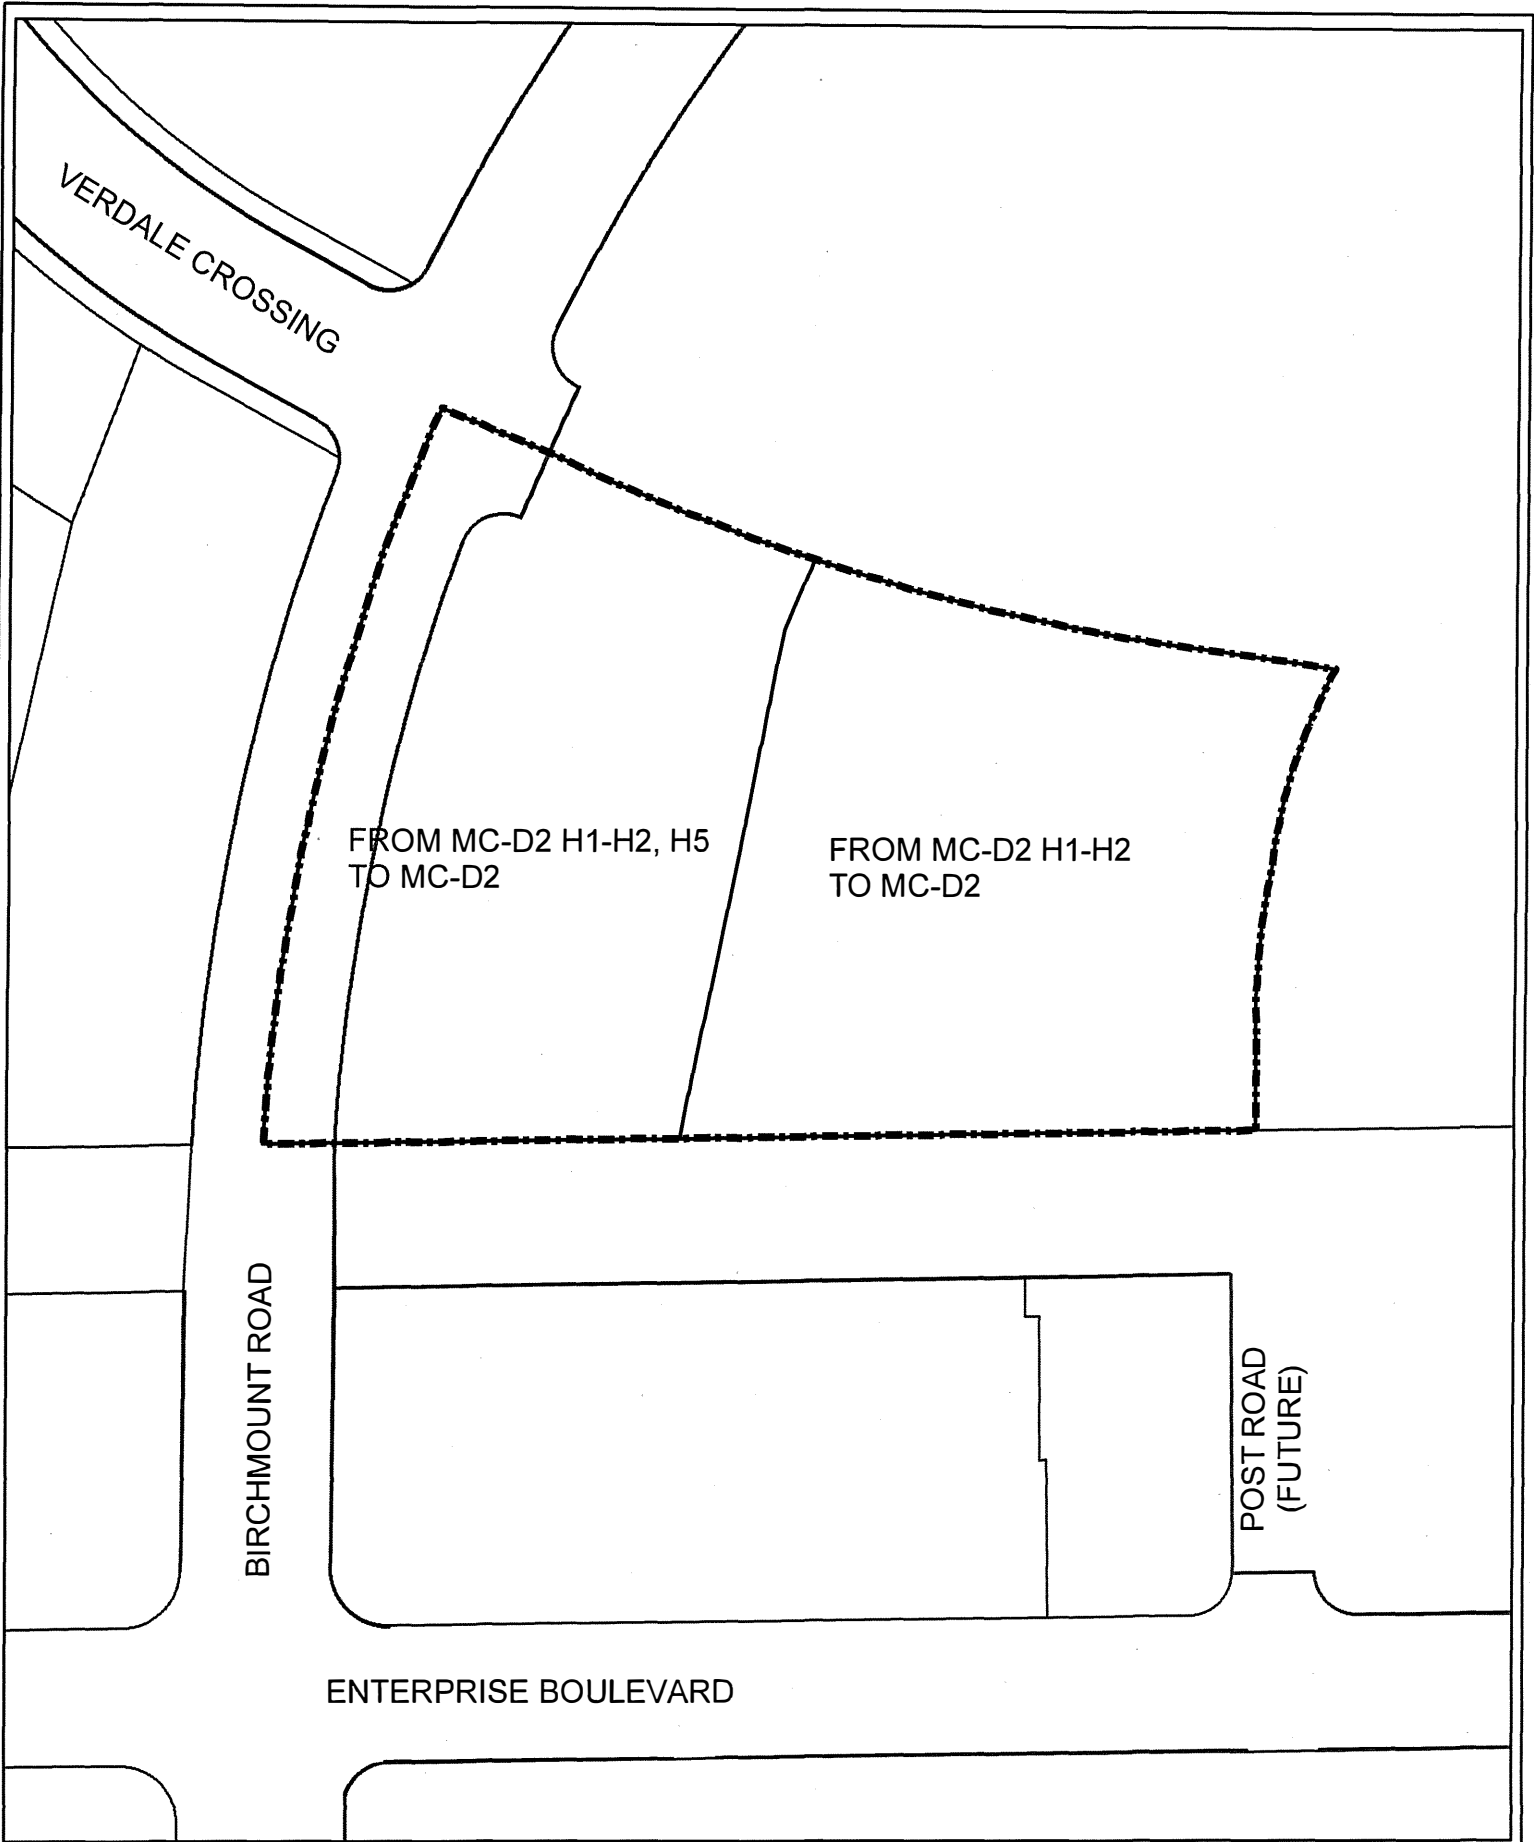 VERDALE CROSSING
FROM MC-D2 H1-H2, H5
TO MC-D2
FROM MC-D2 H1-H2
TO MC-D2
BIRCHMOUNT ROAD
POST ROAD
(FUTURE)
ENTERPRISE BOULEVARD